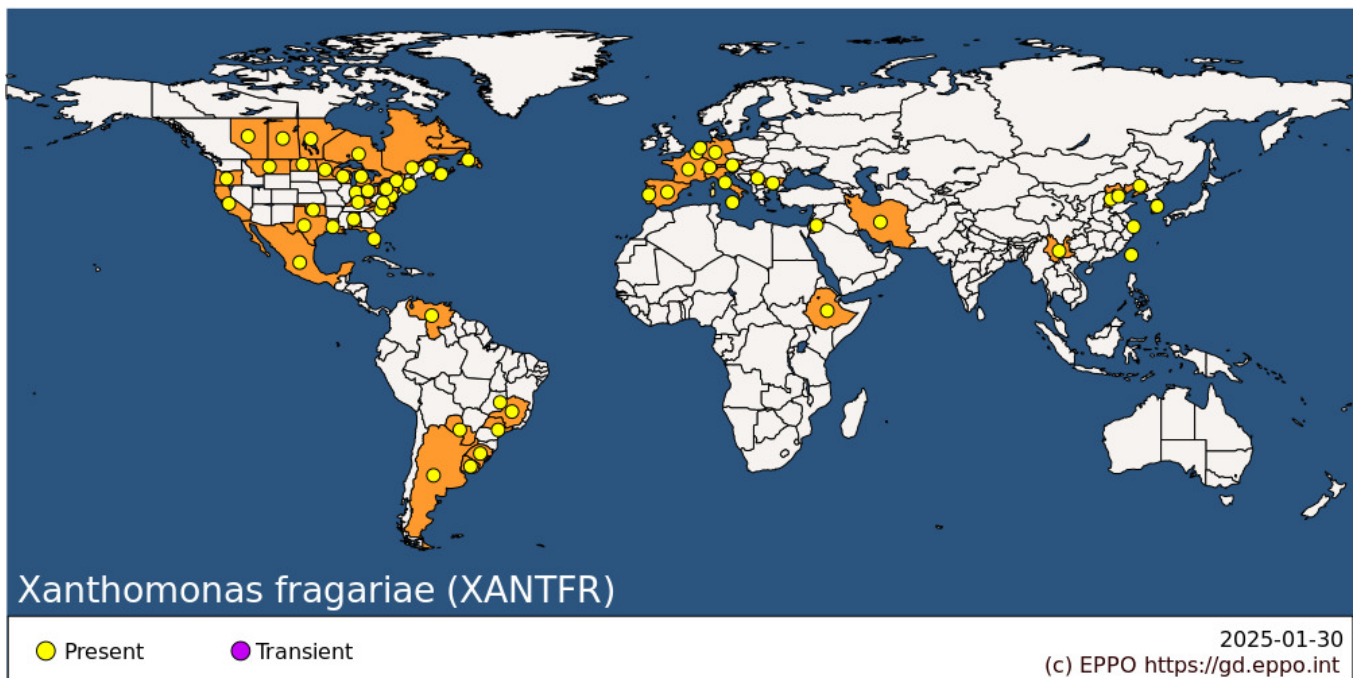 Xanthomonas fragariae (XANTFR)
Present
Transient
2025-01-30
(c) EPPO https://gd.eppo.int